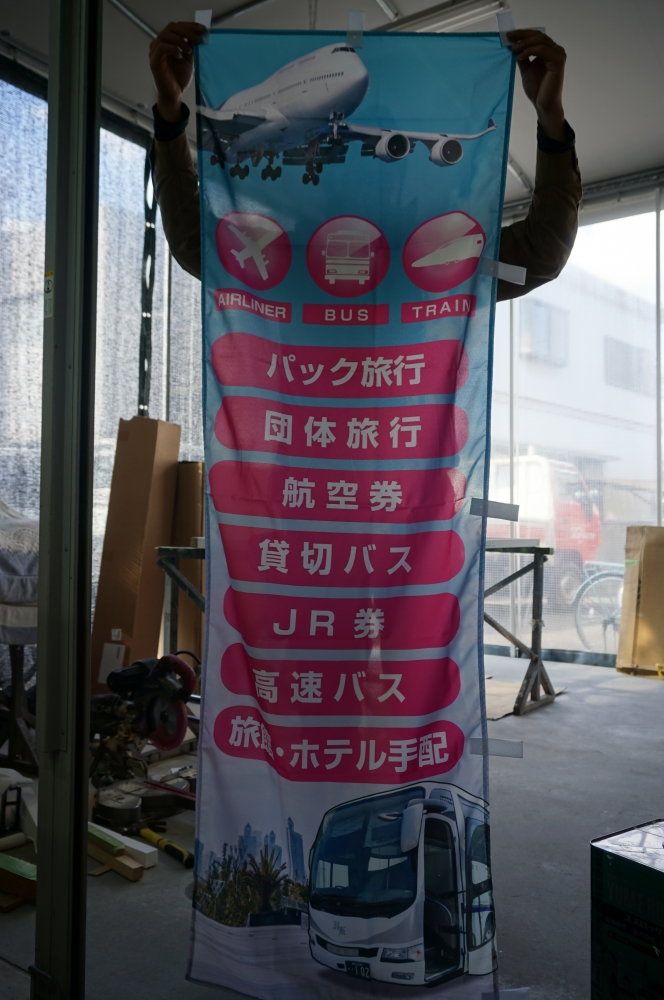 AIRLINER BUS TRAIN
パック旅行
団体旅行
航空券
貸切バス
JR券
高速バス
旅館・ホテル手配